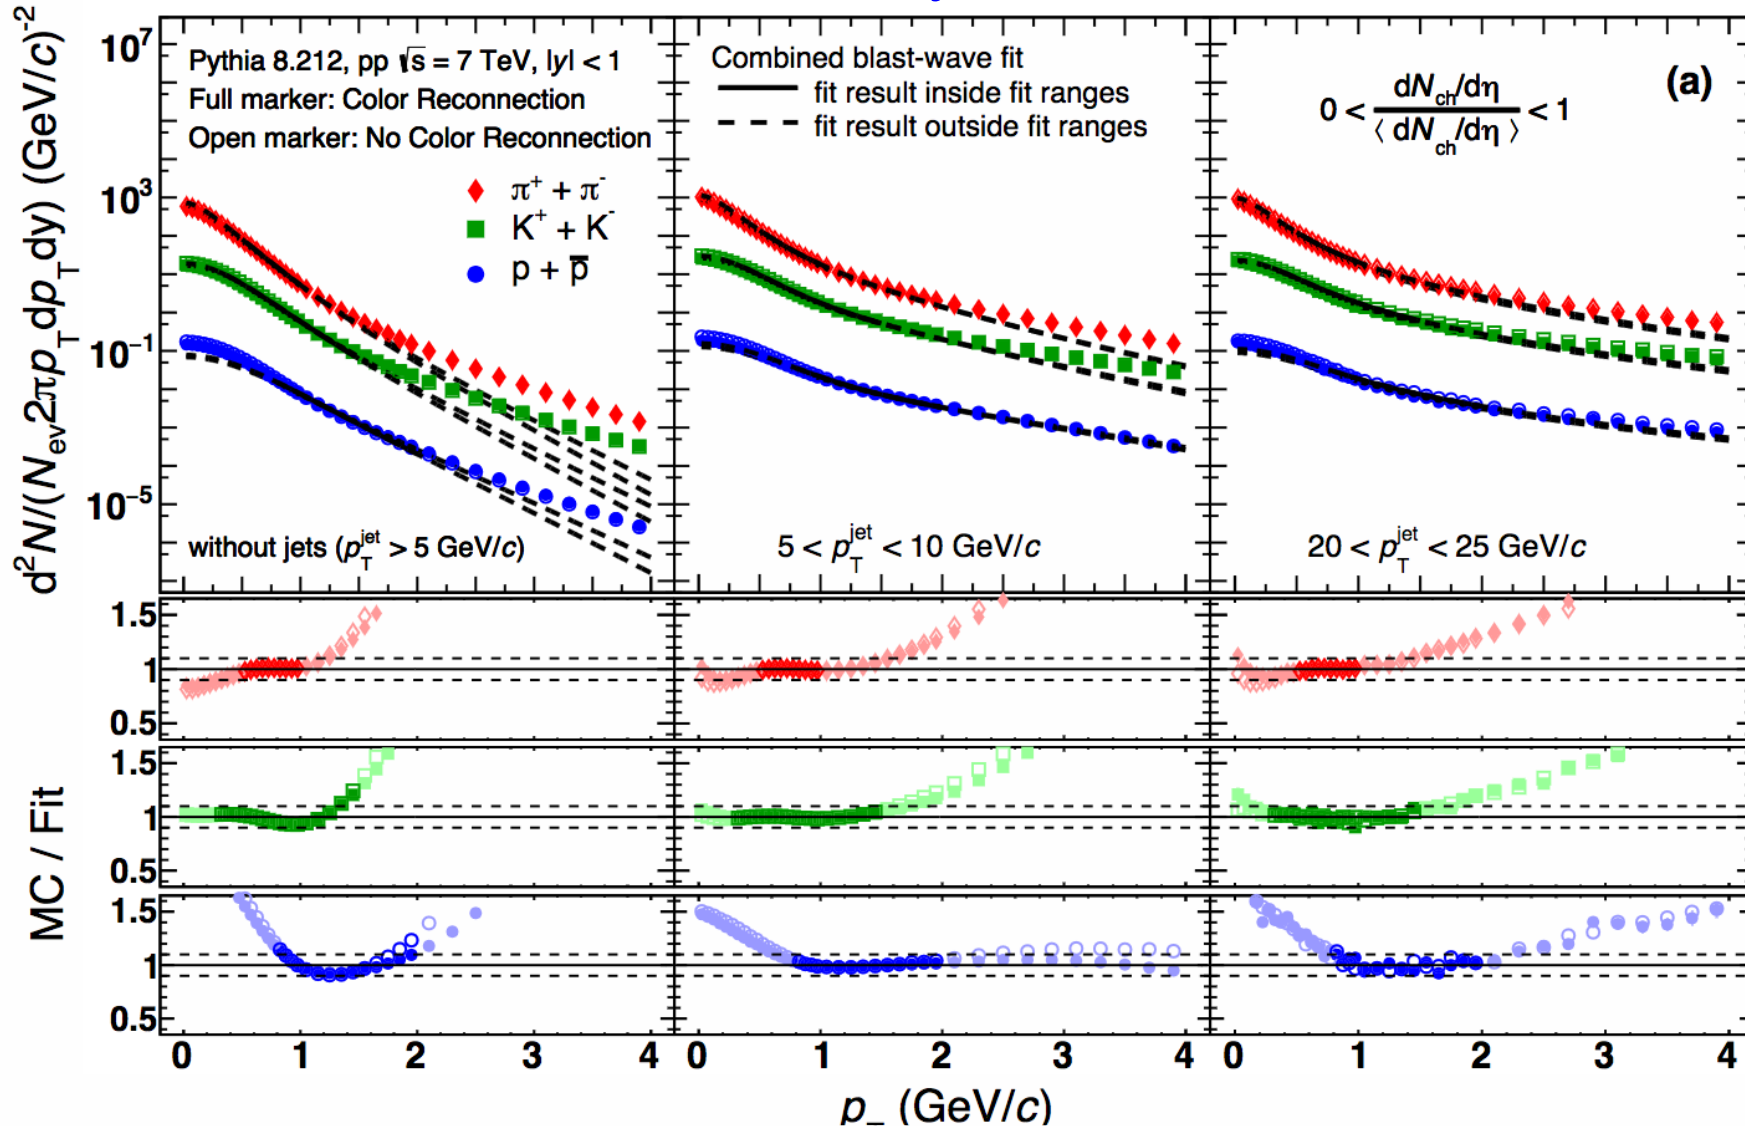 d²N/(N_ev 2πp_T dp_T dy) (GeV/c)⁻²
10⁷
10³
10⁻¹
10⁻⁵
Pythia 8.212, pp √s = 7 TeV, |y| < 1
Full marker: Color Reconnection
Open marker: No Color Reconnection
π⁺ + π⁻
K⁺ + K⁻
p + p̅
without jets (p_T^jet > 5 GeV/c)
Combined blast-wave fit
fit result inside fit ranges
fit result outside fit ranges
5 < p_T^jet < 10 GeV/c
(a)
0 < dN_ch/dη / ⟨ dN_ch/dη ⟩ < 1
20 < p_T^jet < 25 GeV/c
MC / Fit
1.5
1
0.5
1.5
1
0.5
1.5
1
0.5
0 1 2 3 4
0 1 2 3 4
0 1 2 3 4
p (GeV/c)